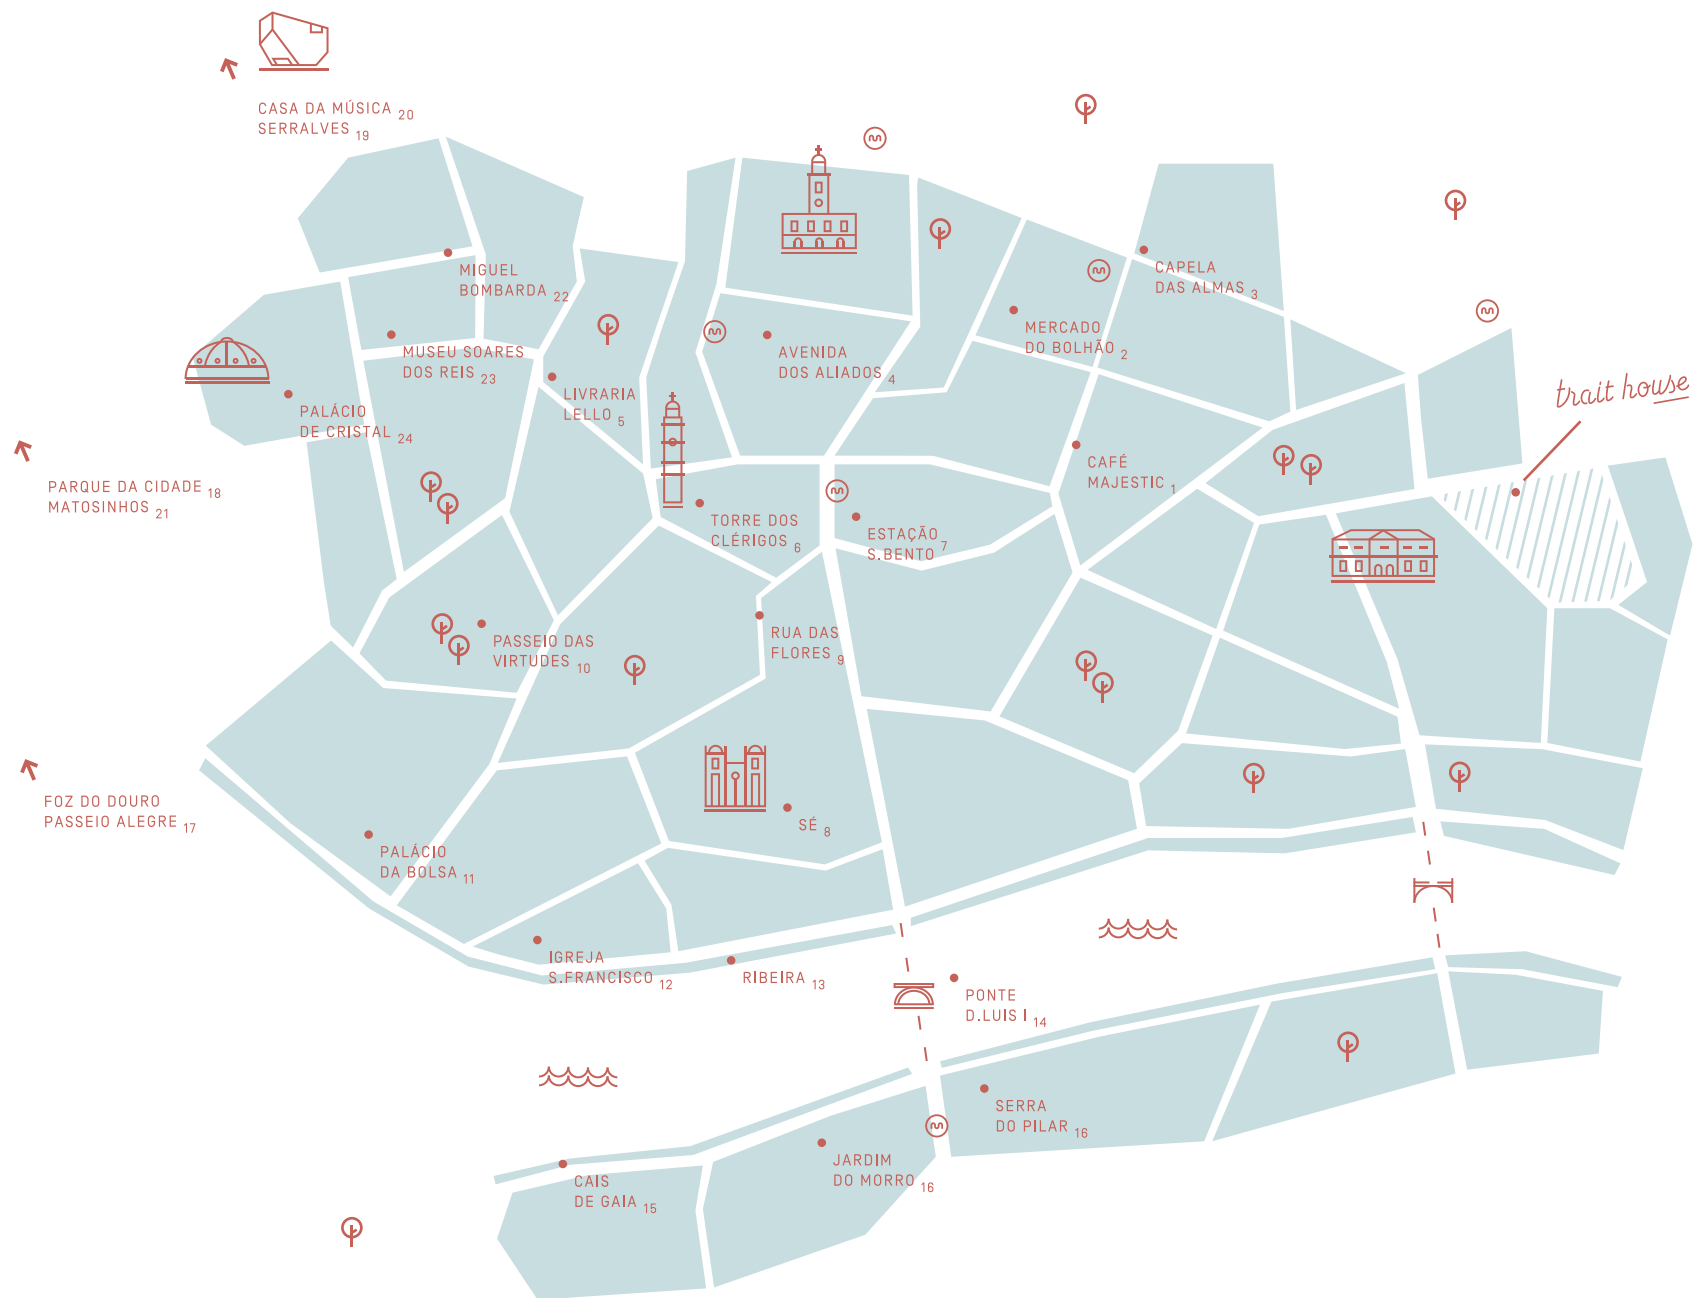 CASA DA MÚSICA 20
SERRALVES 19
MIGUEL
BOMBARDA 22
CAPELA
DAS ALMAS 3
MERCADO
DO BOLHÃO 2
MUSEU SOARES
DOS REIS 23
AVENIDA
DOS ALIADOS 4
trait house
LIVRARIA
LELLO 5
PALÁCIO
DE CRISTAL 24
CAFÉ
MAJESTIC 1
PARQUE DA CIDADE 18
MATOSINHOS 21
TORRE DOS
CLÉRIGOS 6
ESTAÇÃO 7
S.BENTO
PASSEIO DAS
VIRTUDES 10
RUA DAS
FLORES 9
FOZ DO DOURO
PASSEIO ALEGRE 17
SÉ 8
PALÁCIO
DA BOLSA 11
IGREJA
S.FRANCISCO 12
RIBEIRA 13
PONTE
D.LUIS I 14
SERRA
DO PILAR 16
JARDIM
DO MORRO 16
CAIS
DE GAIA 15